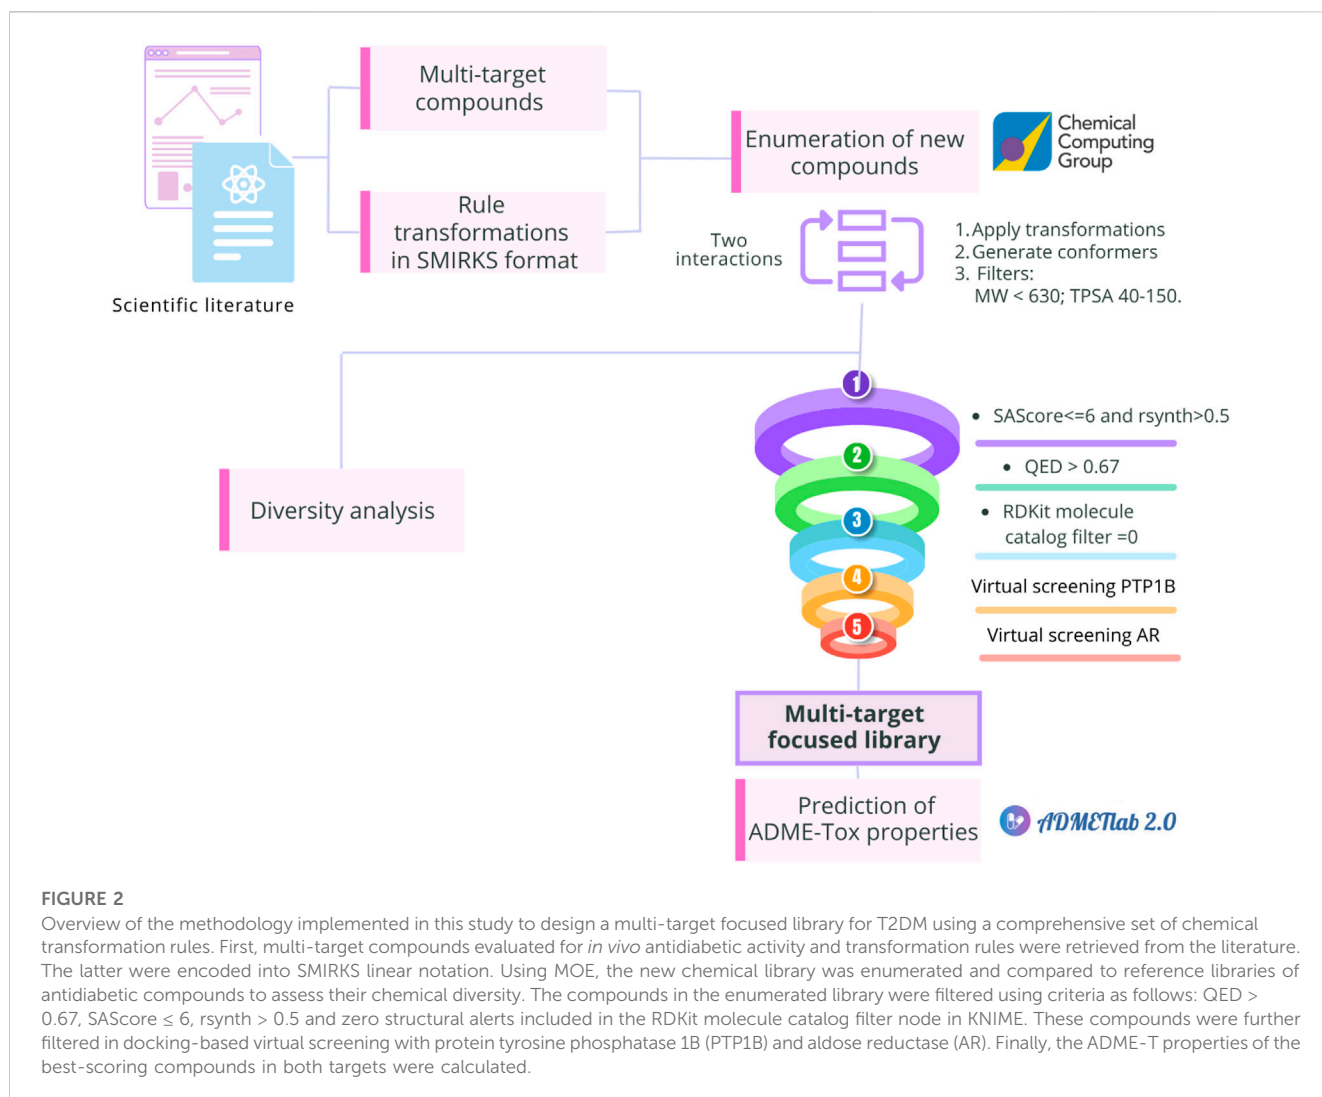 Multi-target
compounds
Rule
transformations
in SMIRKS format
Scientific literature
Enumeration of new
compounds
Chemical
Computing
Group
Two
interactions
1. Apply transformations
2. Generate conformers
3. Filters:
MW < 630; TPSA 40-150.
Diversity analysis
1
• SAScore<=6 and rsynth>0.5
2
• QED > 0.67
3
• RDKit molecule
catalog filter =0
4
Virtual screening PTP1B
5
Virtual screening AR
Multi-target
focused library
Prediction of
ADME-Tox properties
ADMETlab 2.0
FIGURE 2
Overview of the methodology implemented in this study to design a multi-target focused library for T2DM using a comprehensive set of chemical
transformation rules. First, multi-target compounds evaluated for in vivo antidiabetic activity and transformation rules were retrieved from the literature.
The latter were encoded into SMIRKS linear notation. Using MOE, the new chemical library was enumerated and compared to reference libraries of
antidiabetic compounds to assess their chemical diversity. The compounds in the enumerated library were filtered using criteria as follows: QED >
0.67, SAScore ≤ 6, rsynth > 0.5 and zero structural alerts included in the RDKit molecule catalog filter node in KNIME. These compounds were further
filtered in docking-based virtual screening with protein tyrosine phosphatase 1B (PTP1B) and aldose reductase (AR). Finally, the ADME-T properties of the
best-scoring compounds in both targets were calculated.